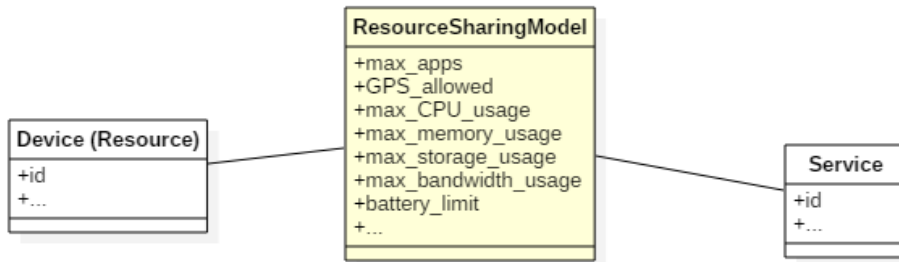 ResourceSharingModel
+max_apps
+GPS_allowed
+max_CPU_usage
+max_memory_usage
+max_storage_usage
+max_bandwidth_usage
+battery_limit
+...
Device (Resource)
+id
+...
Service
+id
+...